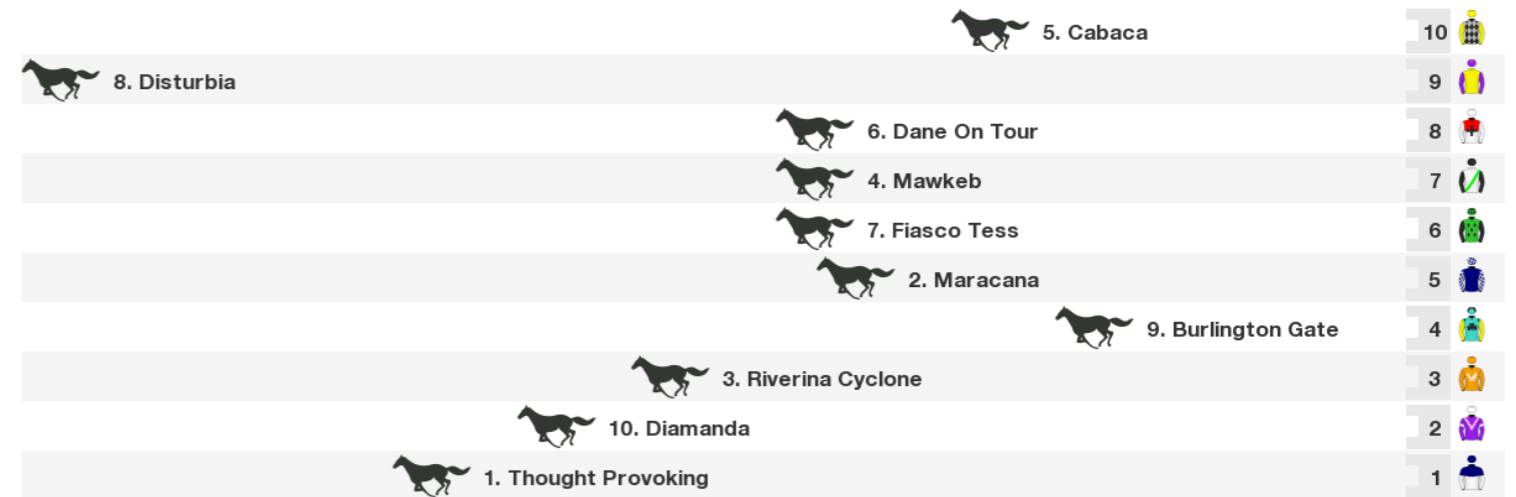 5. Cabaca 10
8. Disturbia 9
6. Dane On Tour 8
4. Mawkeb 7
7. Fiasco Tess 6
2. Maracana 5
9. Burlington Gate 4
3. Riverina Cyclone 3
10. Diamanda 2
1. Thought Provoking 1